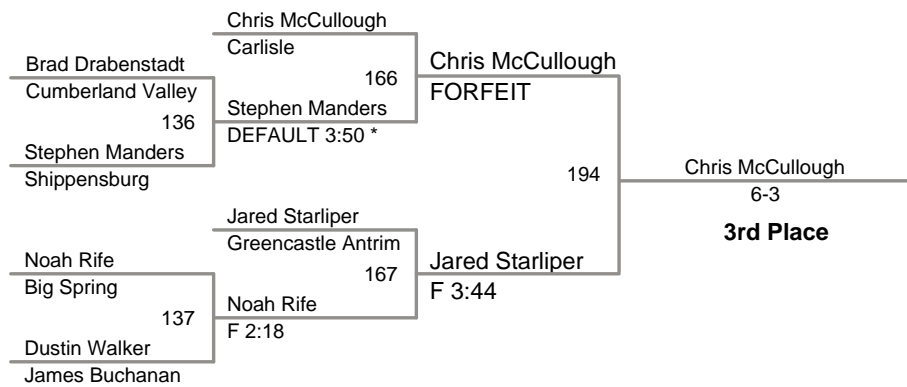 Chris McCullough
Carlisle
Brad Drabenstadt
Cumberland Valley
166
Chris McCullough
FORFEIT
136
Stephen Manders
DEFAULT 3:50 *
Stephen Manders
Shippensburg
194
Chris McCullough
6-3
3rd Place
Jared Starliper
Greencastle Antrim
Noah Rife
Big Spring
167
Jared Starliper
F 3:44
137
Noah Rife
F 2:18
Dustin Walker
James Buchanan